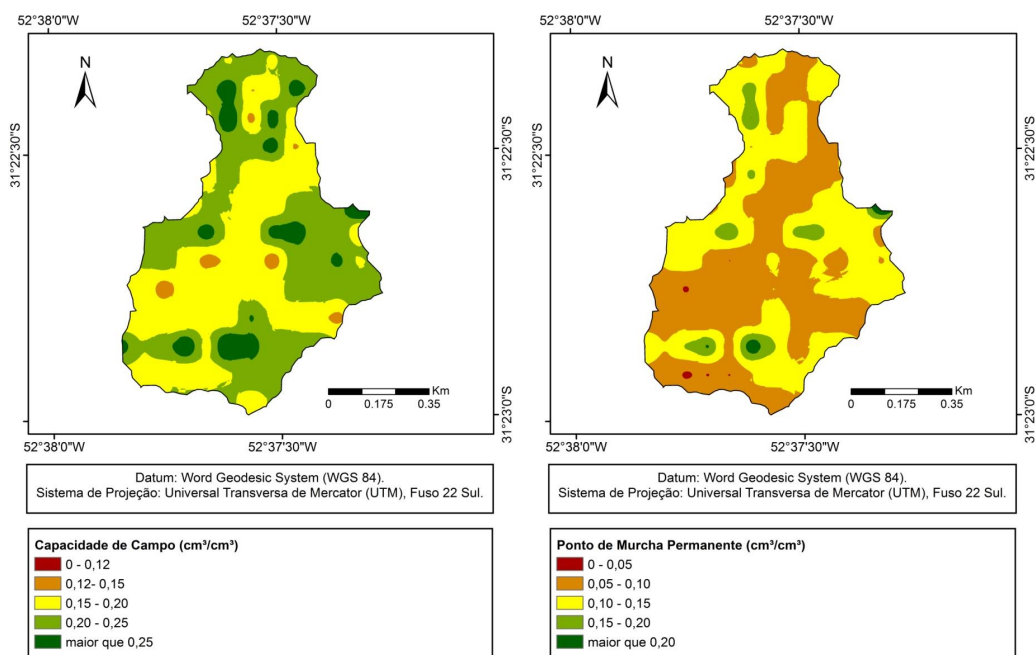 52°38'0"W
52°37'30"W
N
31°22'30"S
31°23'0"S
Km
0 0.175 0.35
52°38'0"W
52°37'30"W
Datum: Word Geodesic System (WGS 84).
Sistema de Projeção: Universal Transversa de Mercator (UTM), Fuso 22 Sul.
Capacidade de Campo (cm³/cm³)
0 - 0,12
0,12- 0,15
0,15 - 0,20
0,20 - 0,25
maior que 0,25
52°38'0"W
52°37'30"W
N
31°22'30"S
31°22'30"S
31°23'0"S
Km
0 0.175 0.35
52°38'0"W
52°37'30"W
Datum: Word Geodesic System (WGS 84).
Sistema de Projeção: Universal Transversa de Mercator (UTM), Fuso 22 Sul.
Ponto de Murcha Permanente (cm³/cm³)
0 - 0,05
0,05 - 0,10
0,10 - 0,15
0,15 - 0,20
maior que 0,20